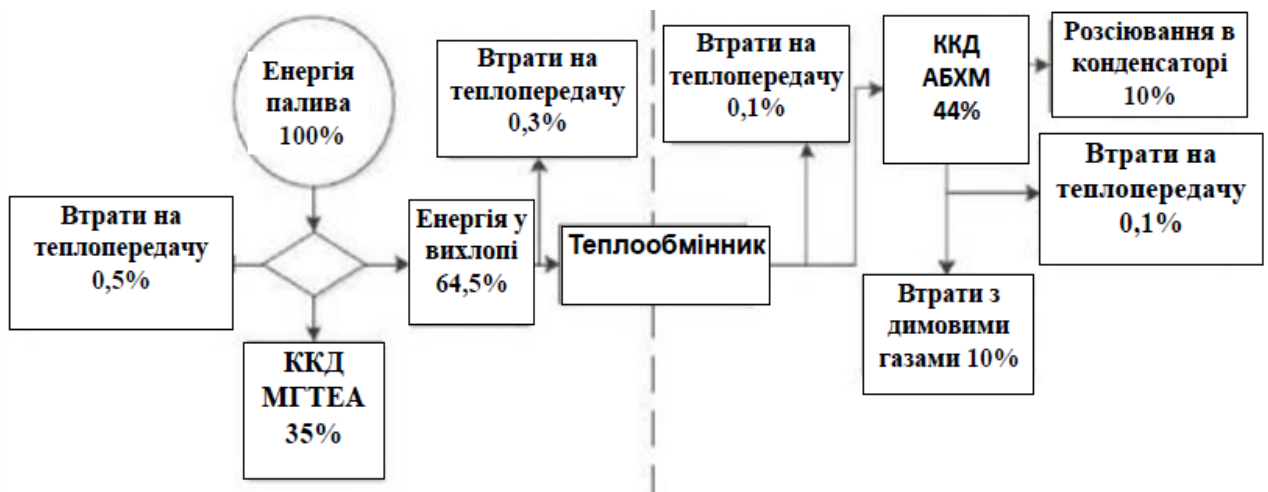 Енергія
палива
100%
Втрати на
теплопередачу
0,5%
ККД
МГТЕА
35%
Енергія у
вихлопі
64,5%
Втрати на
теплопередачу
0,3%
Теплообмінник
Втрати на
теплопередачу
0,1%
ККД
АБХМ
44%
Розсіювання в
конденсаторі
10%
Втрати на
теплопередачу
0,1%
Втрати з
димовими
газами 10%